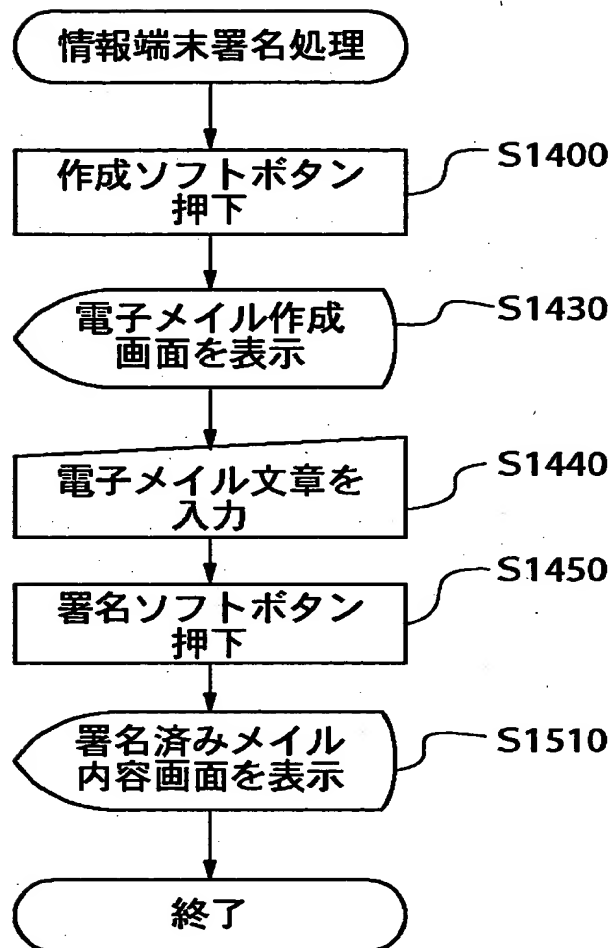 情報端末署名処理
作成ソフトボタン
押下
S1400
電子メイル作成
画面を表示
S1430
電子メイル文章を
入力
S1440
署名ソフトボタン
押下
S1450
署名済みメイル
内容画面を表示
S1510
終了